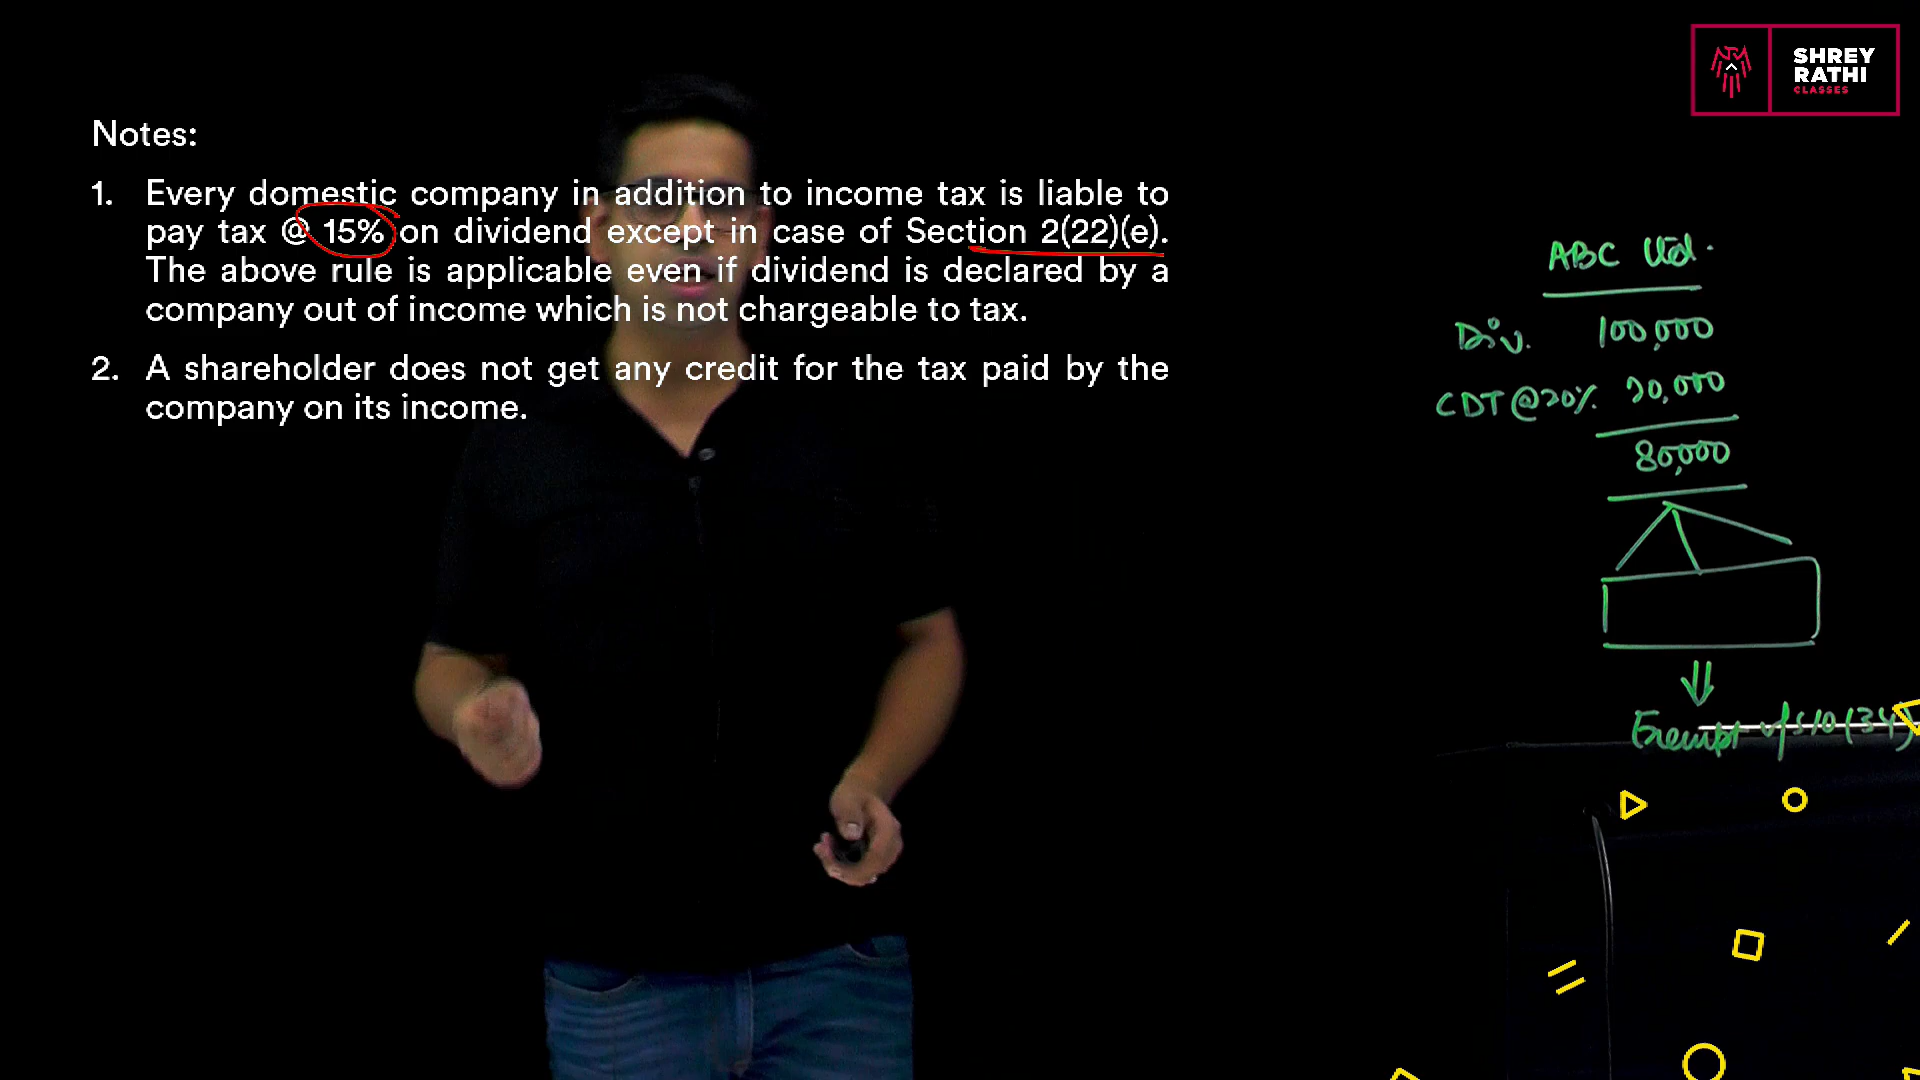 SHREY
RATHI
CLASSES
Notes:
1. Every domestic company in addition to income tax is liable to
pay tax @ 15% on dividend except in case of Section 2(22)(e).
The above rule is applicable even if dividend is declared by a
company out of income which is not chargeable to tax.
2. A shareholder does not get any credit for the tax paid by the
company on its income.
ABC Ltd.
Div. 100,000
CDT @20% 20,000
80,000
Exempt u/s 10(34)